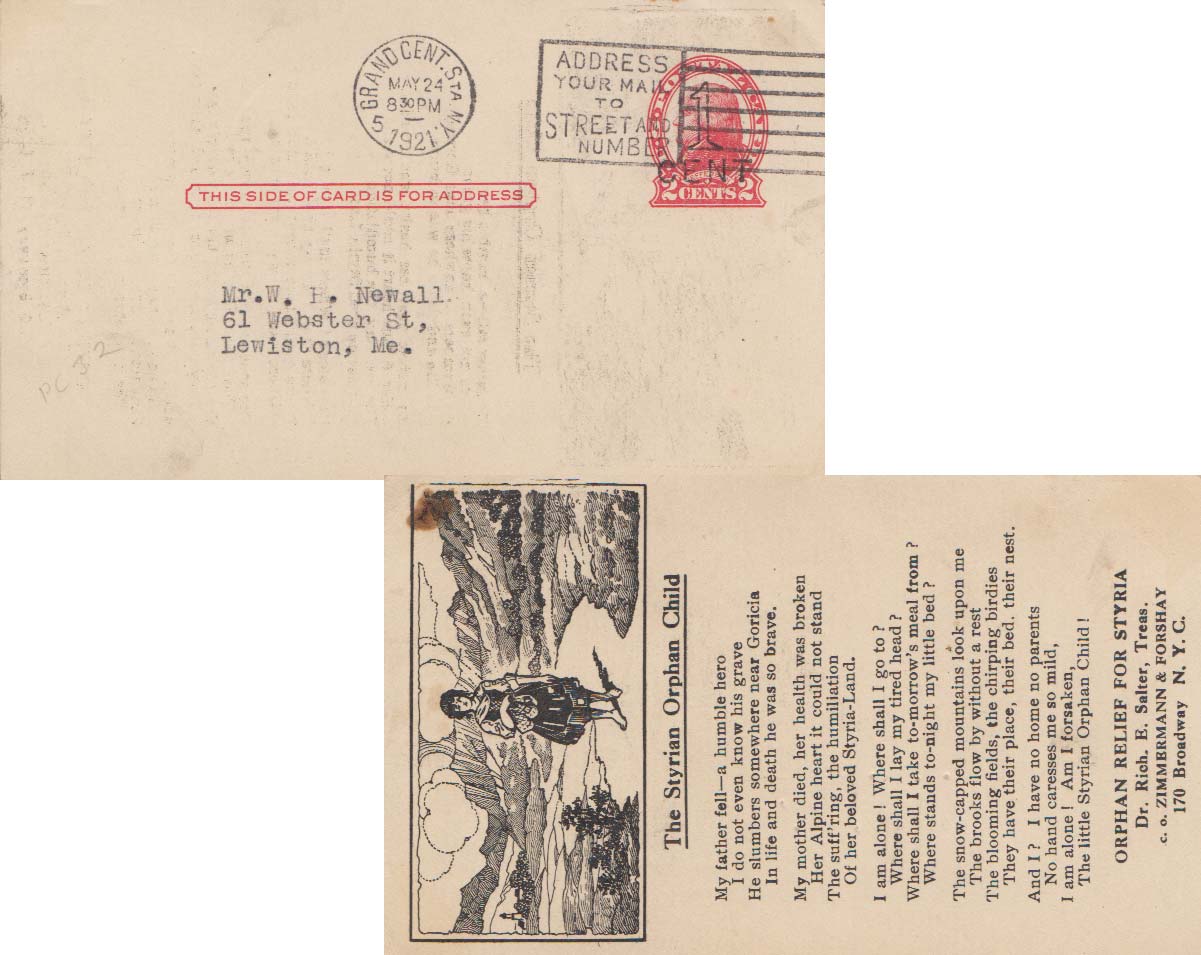 GRAND CENT. STA. N.Y.
MAY 24
8 30 PM
5 1921
ADDRESS
YOUR MAIL
TO
STREET AND
NUMBER
1
CENT
2 CENTS 2
THIS SIDE OF CARD IS FOR ADDRESS
Mr.W. Newall
61 Webster St,
Lewiston, Me.
PC 32
The Styrian Orphan Child
My father fell—a humble hero
I do not even know his grave
He slumbers somewhere near Goricia
In life and death he was so brave.
My mother died, her health was broken
Her Alpine heart it could not stand
The suff'ring, the humiliation
Of her beloved Styria-Land.
I am alone! Where shall I go to?
Where shall I lay my tired head?
Where shall I take to-morrow's meal from?
Where stands to-night my little bed?
The snow-capped mountains look upon me
The brooks flow by without a rest
The blooming fields, the chirping birdies
They have their place, their bed. their nest.
And I? I have no home no parents
No hand caresses me so mild,
I am alone! Am I forsaken,
The little Styrian Orphan Child!
ORPHAN RELIEF FOR STYRIA
Dr. Rich. E. Salter, Treas.
c. o. ZIMMERMANN & FORSHAY
170 Broadway N. Y. C.